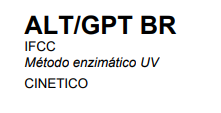 ALT/GPT BR
IFCC
Método enzimático UV
CINETICO